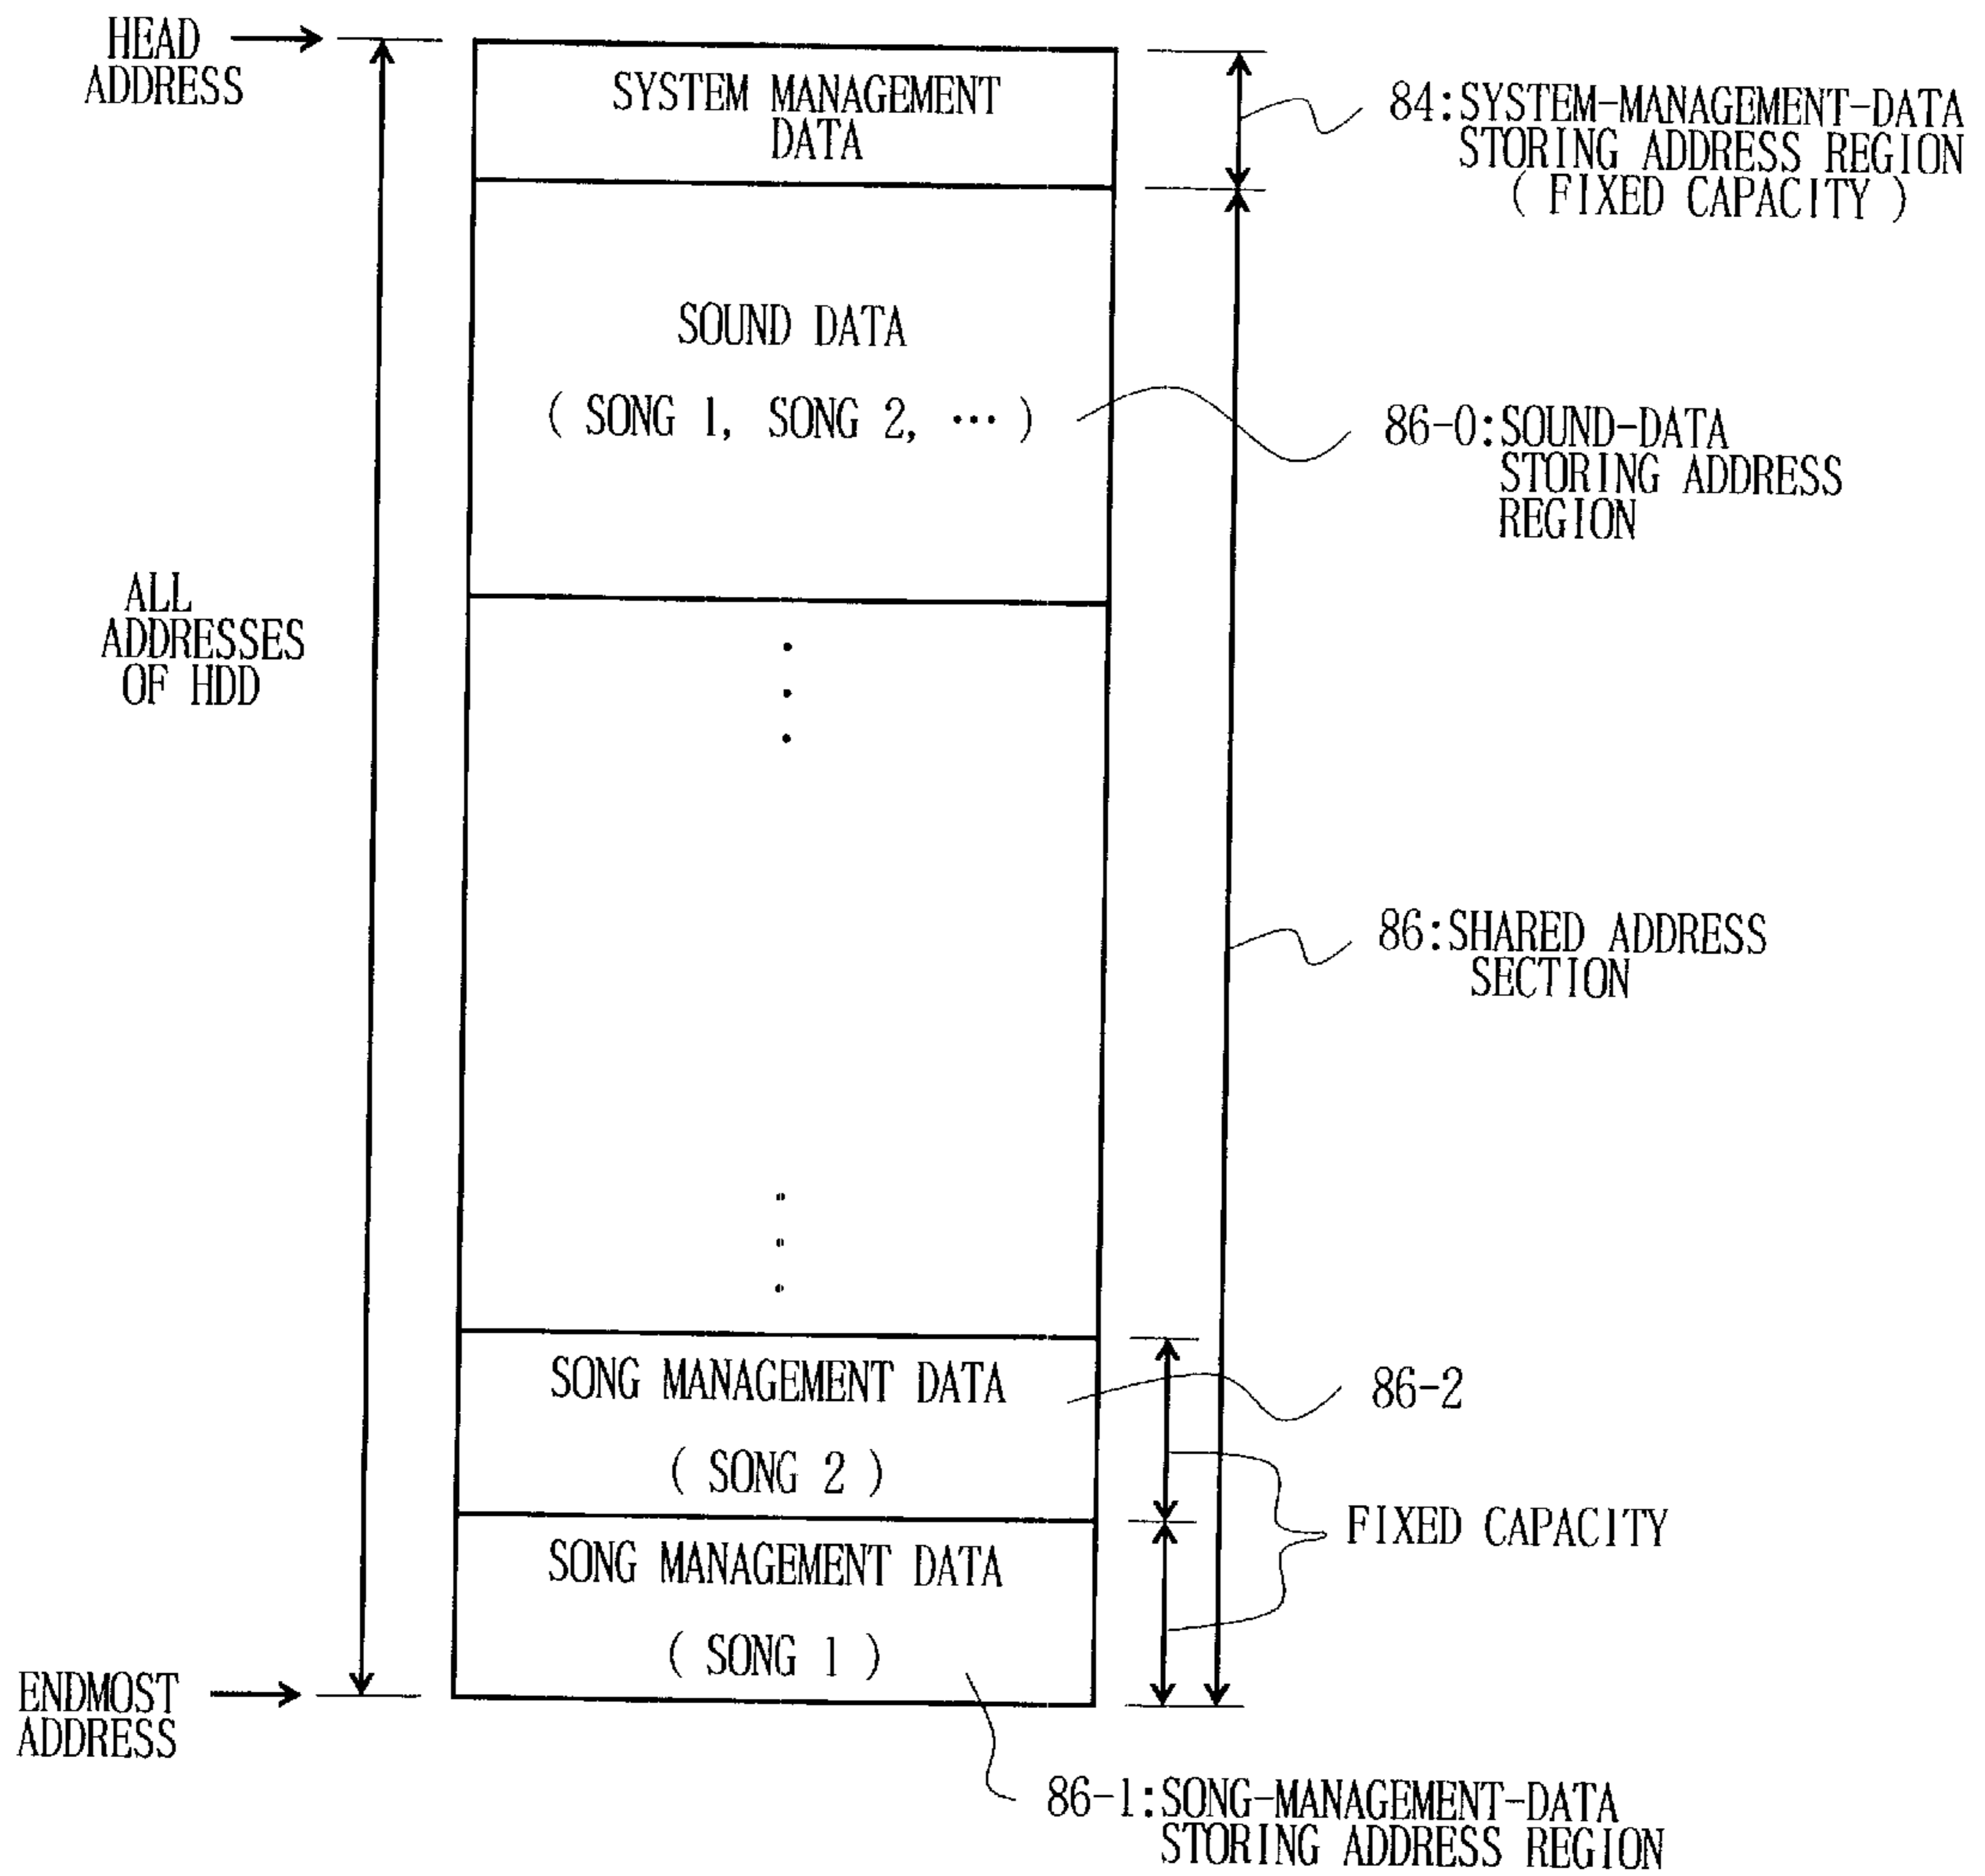 HEAD
ADDRESS
SYSTEM MANAGEMENT
DATA
84:SYSTEM-MANAGEMENT-DATA
STORING ADDRESS REGION
( FIXED CAPACITY )
SOUND DATA
( SONG 1, SONG 2, ··· )
86-0:SOUND-DATA
STORING ADDRESS
REGION
ALL
ADDRESSES
OF HDD
86:SHARED ADDRESS
SECTION
SONG MANAGEMENT DATA
( SONG 2 )
86-2
FIXED CAPACITY
SONG MANAGEMENT DATA
( SONG 1 )
ENDMOST
ADDRESS
86-1:SONG-MANAGEMENT-DATA
STORING ADDRESS REGION